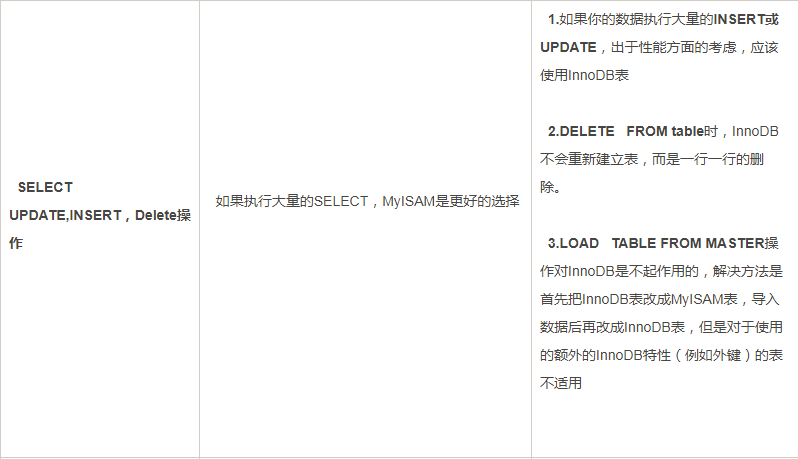 SELECT
UPDATE,INSERT，Delete操
作
如果执行大量的SELECT，MyISAM是更好的选择
1.如果你的数据执行大量的INSERT或
UPDATE，出于性能方面的考虑，应该
使用InnoDB表
2.DELETE FROM table时，InnoDB
不会重新建立表，而是一行一行的删
除。
3.LOAD TABLE FROM MASTER操
作对InnoDB是不起作用的，解决方法是
首先把InnoDB表改成MyISAM表，导入
数据后再改成InnoDB表，但是对于使用
的额外的InnoDB特性（例如外键）的表
不适用